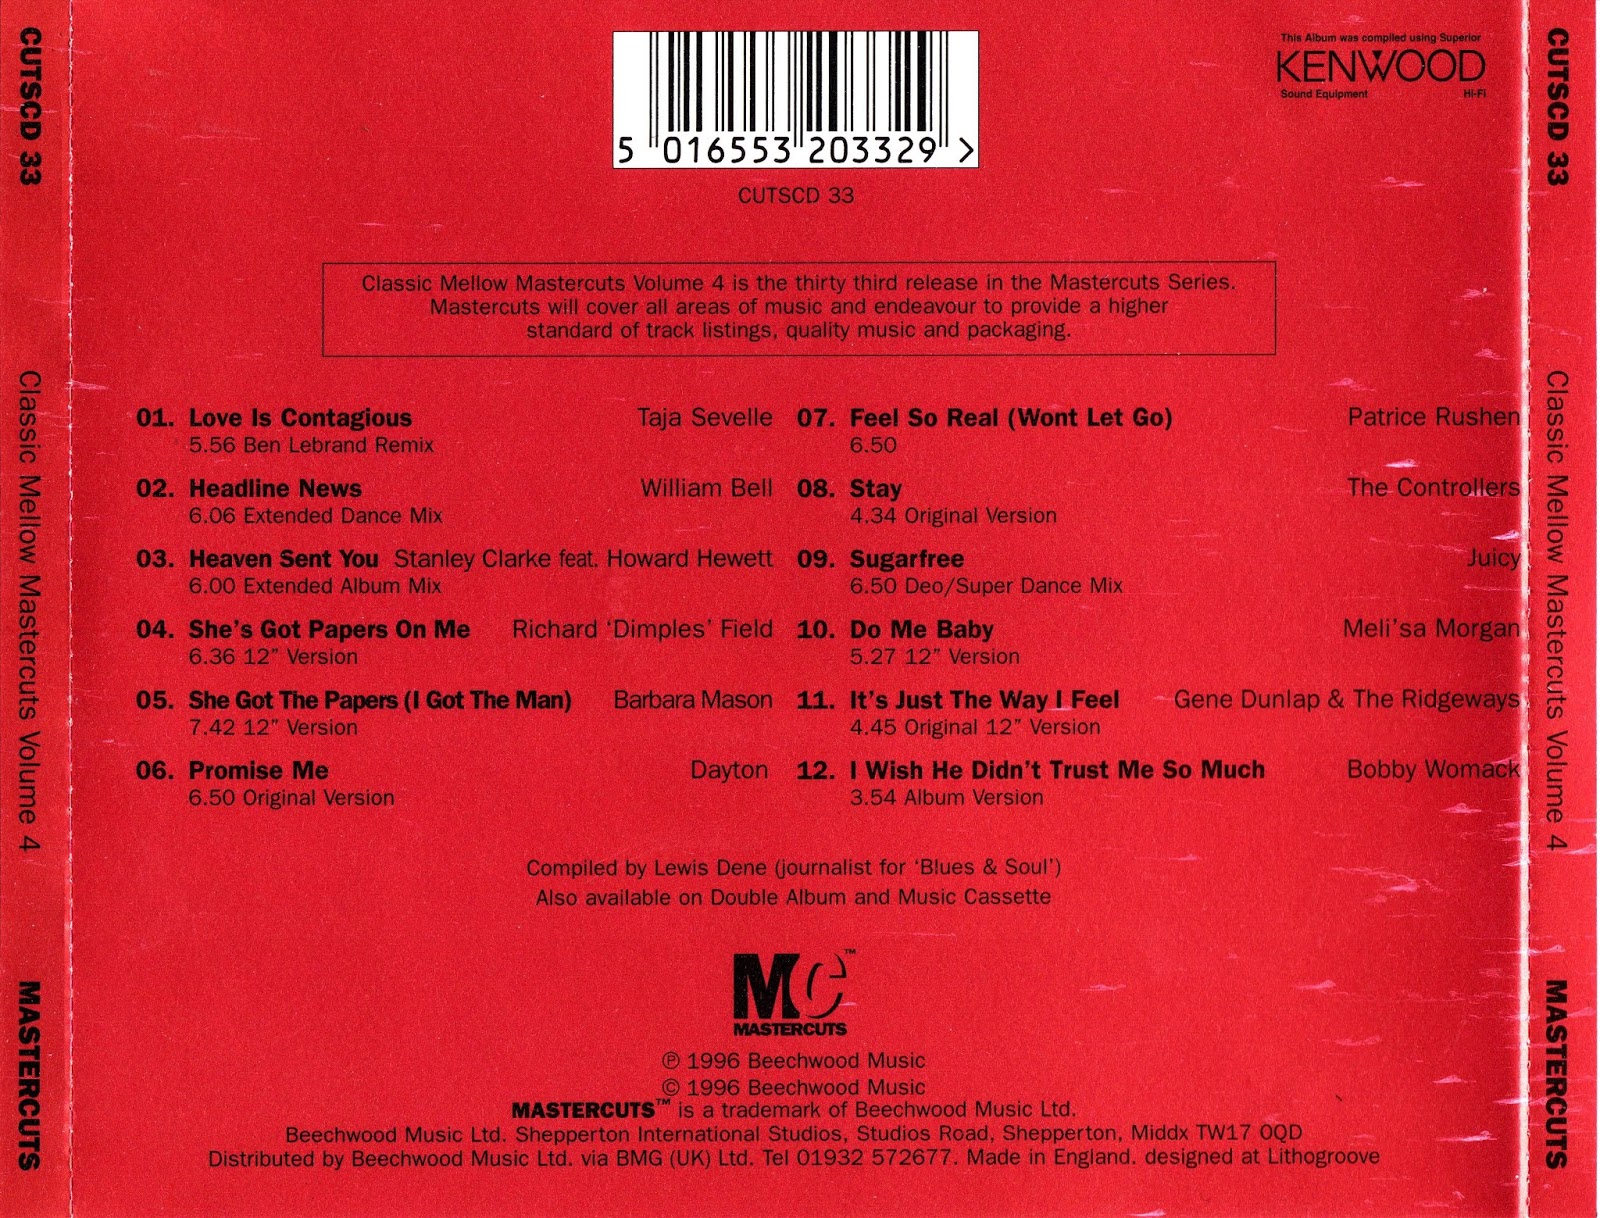 CUTSCD 33
Classic Mellow Mastercuts Volume 4
MASTERCUTS
5 016553 203329 >
CUTSCD 33
This Album was compiled using Superior
KENWOOD
Sound Equipment Hi-Fi
Classic Mellow Mastercuts Volume 4 is the thirty third release in the Mastercuts Series.
Mastercuts will cover all areas of music and endeavour to provide a higher
standard of track listings, quality music and packaging.
01. Love Is Contagious Taja Sevelle
5.56 Ben Lebrand Remix
02. Headline News William Bell
6.06 Extended Dance Mix
03. Heaven Sent You Stanley Clarke feat. Howard Hewett
6.00 Extended Album Mix
04. She's Got Papers On Me Richard 'Dimples' Field
6.36 12" Version
05. She Got The Papers (I Got The Man) Barbara Mason
7.42 12" Version
06. Promise Me Dayton
6.50 Original Version
07. Feel So Real (Wont Let Go) Patrice Rushen
6.50
08. Stay The Controllers
4.34 Original Version
09. Sugarfree Juicy
6.50 Deo/Super Dance Mix
10. Do Me Baby Meli'sa Morgan
5.27 12" Version
11. It's Just The Way I Feel Gene Dunlap & The Ridgeways
4.45 Original 12" Version
12. I Wish He Didn't Trust Me So Much Bobby Womack
3.54 Album Version
Compiled by Lewis Dene (journalist for 'Blues & Soul')
Also available on Double Album and Music Cassette
Mc™
MASTERCUTS
℗ 1996 Beechwood Music
© 1996 Beechwood Music
MASTERCUTS™ is a trademark of Beechwood Music Ltd.
Beechwood Music Ltd. Shepperton International Studios, Studios Road, Shepperton, Middx TW17 0QD
Distributed by Beechwood Music Ltd. via BMG (UK) Ltd. Tel 01932 572677. Made in England. designed at Lithogroove
CUTSCD 33
Classic Mellow Mastercuts Volume 4
MASTERCUTS